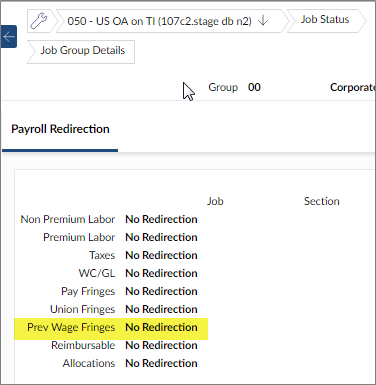 050 - US OA on TI (107c2.stage db n2) Job Status
Job Group Details
Group 00 Corporate
Payroll Redirection
Job Section
Non Premium Labor No Redirection
Premium Labor No Redirection
Taxes No Redirection
WC/GL No Redirection
Pay Fringes No Redirection
Union Fringes No Redirection
Prev Wage Fringes No Redirection
Reimbursable No Redirection
Allocations No Redirection